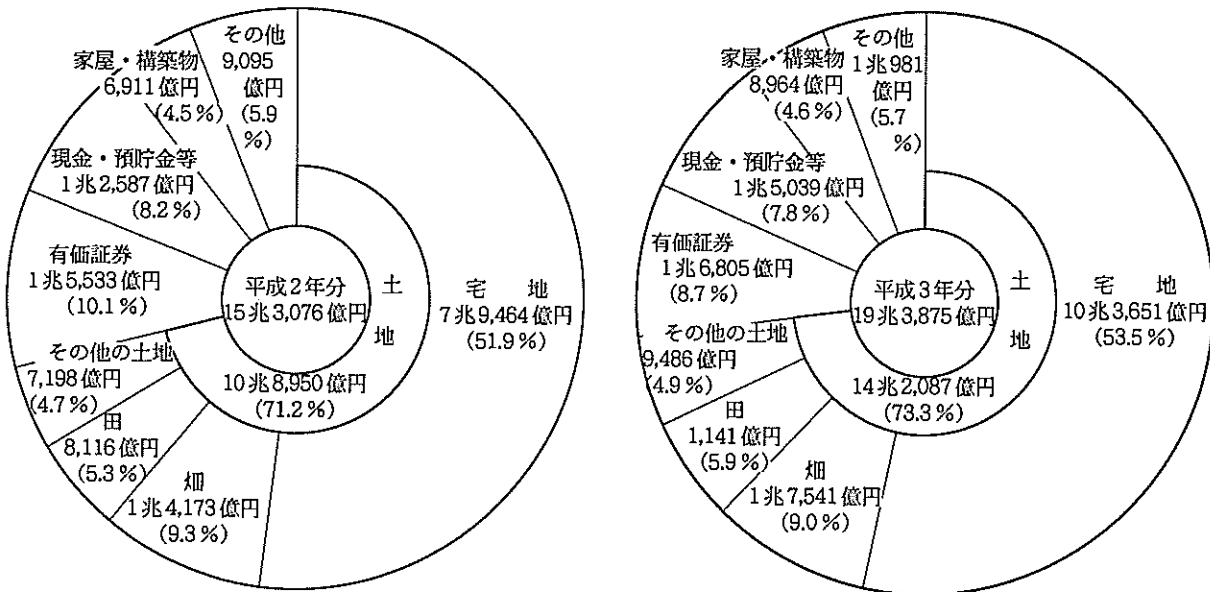 その他
9,095
億円
(5.9
%)
家屋・構築物
6,911億円
(4.5%)
現金・預貯金等
1兆2,587億円
(8.2%)
有価証券
1兆5,533億円
(10.1%)
その他の土地
7,198億円
(4.7%)
田
8,116億円
(5.3%)
畑
1兆4,173億円
(9.3%)
平成2年分
15兆3,076億円
土
地
10兆8,950億円
(71.2%)
宅 地
7兆9,464億円
(51.9%)
その他
1兆981
億円
(5.7
%)
家屋・構築物
8,964億円
(4.6%)
現金・預貯金等
1兆5,039億円
(7.8%)
有価証券
1兆6,805億円
(8.7%)
その他の土地
9,486億円
(4.9%)
田
1,141億円
(5.9%)
畑
1兆7,541億円
(9.0%)
平成3年分
19兆3,875億円
土
地
14兆2,087億円
(73.3%)
宅 地
10兆3,651億円
(53.5%)